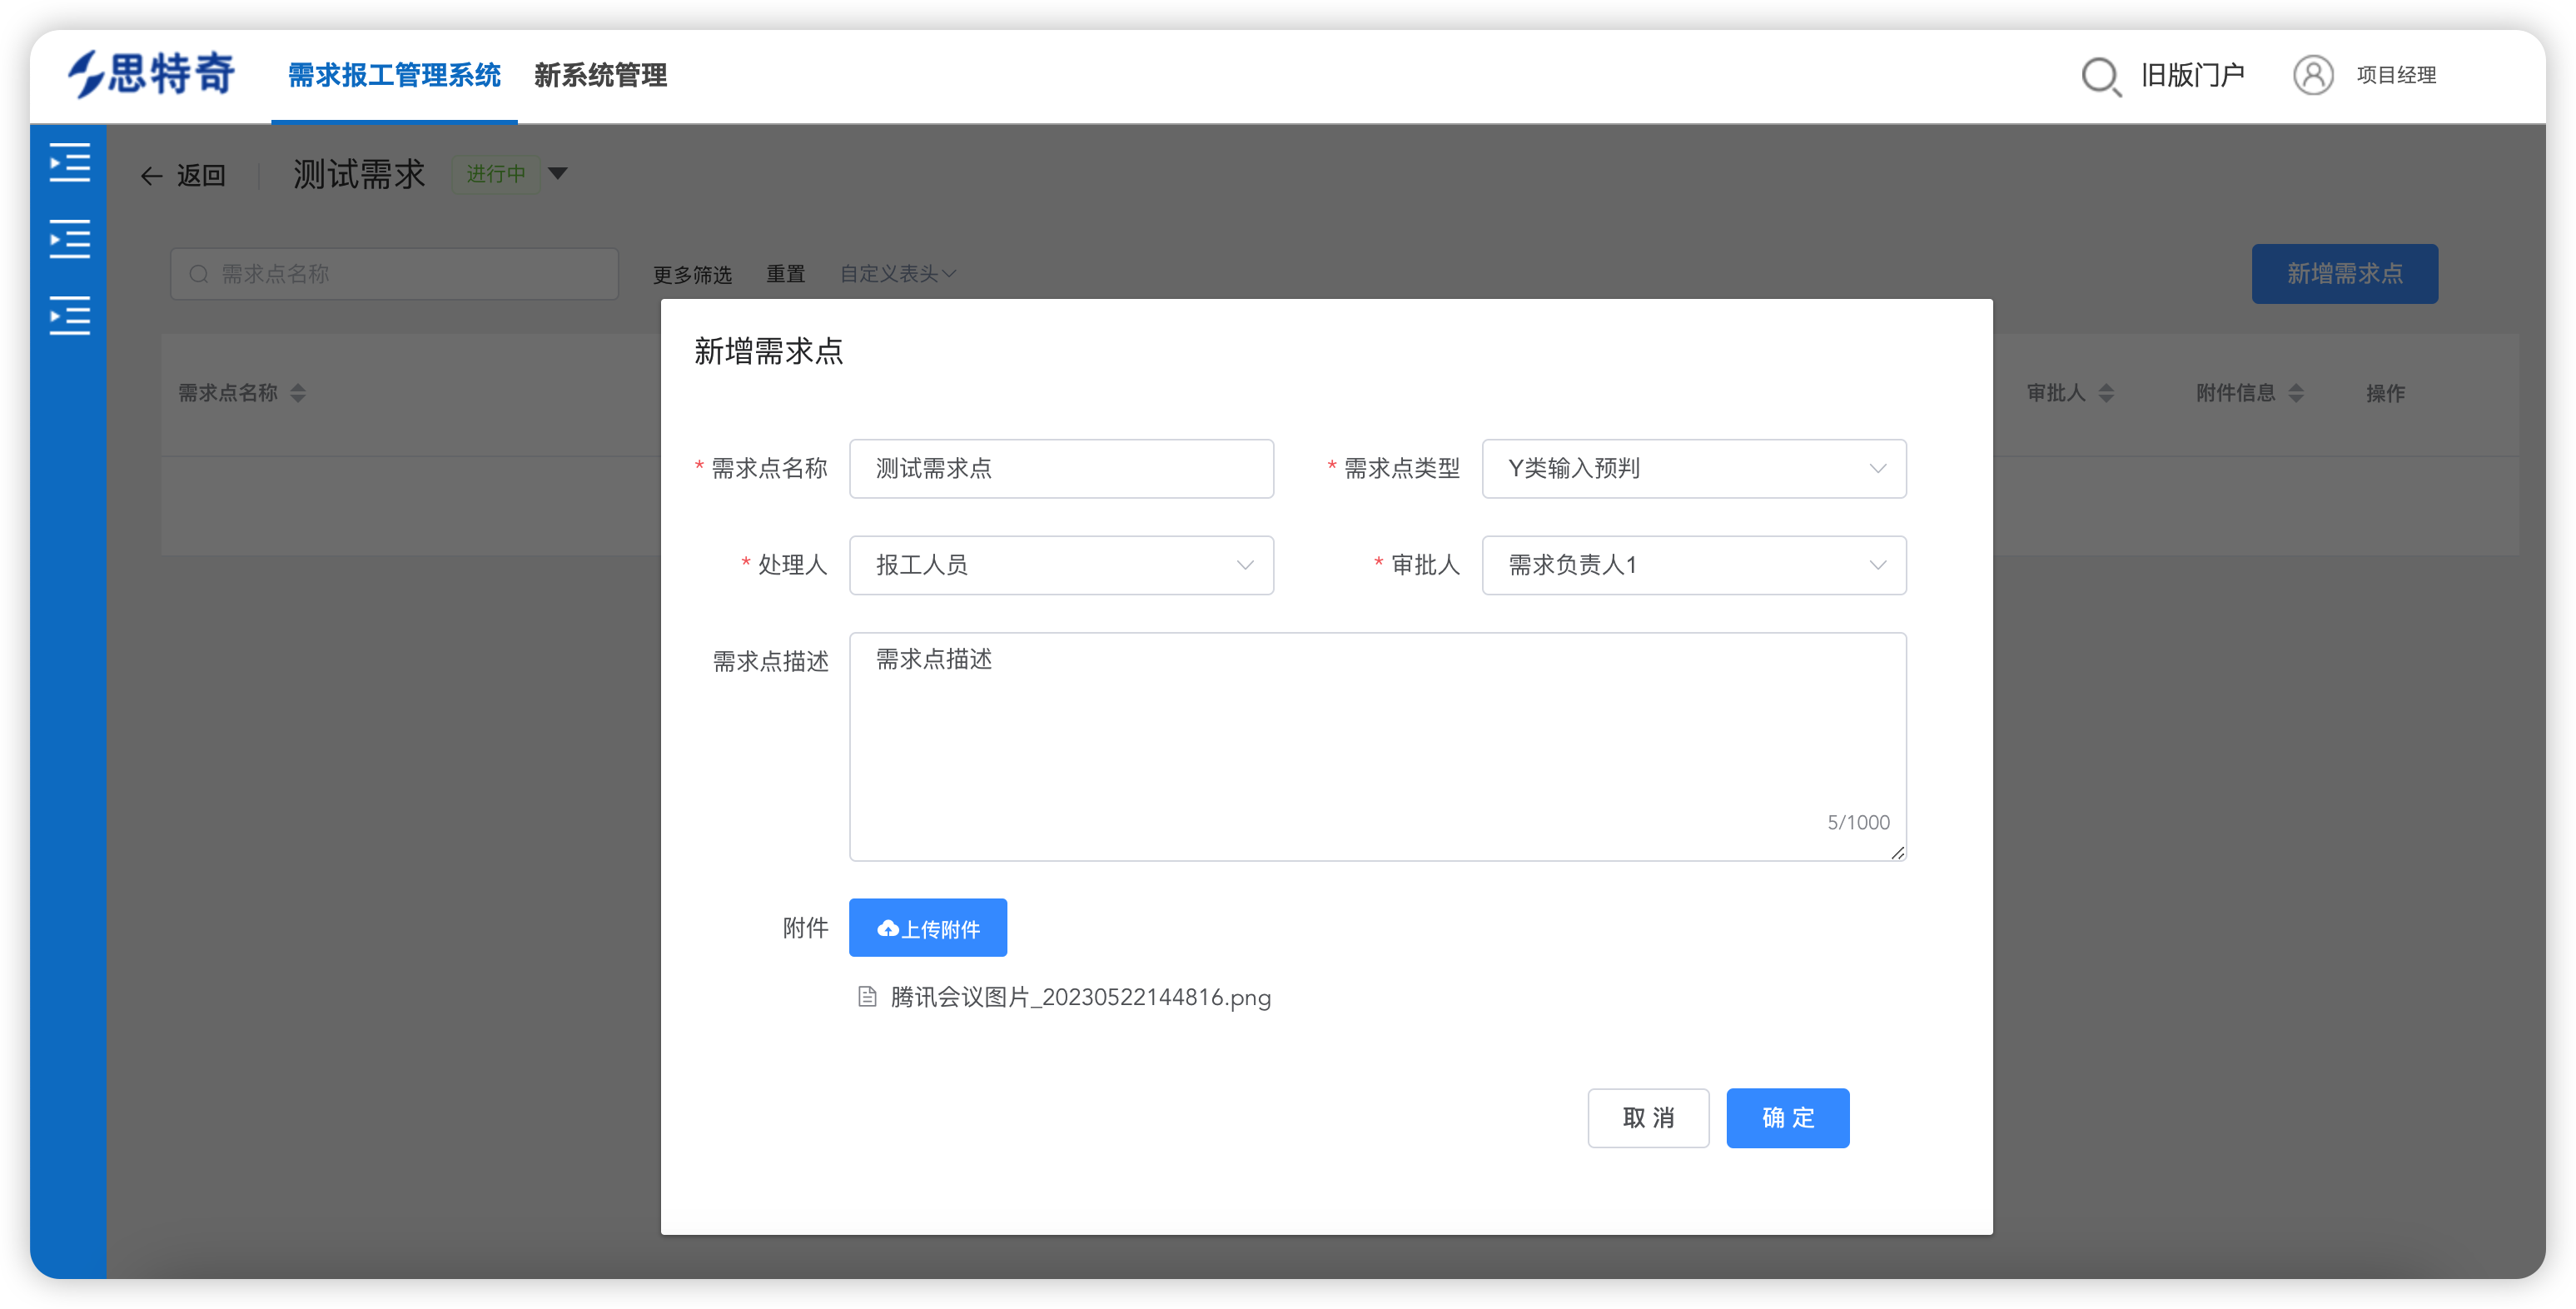 思特奇 需求报工管理系统 新系统管理 旧版门户 项目经理
返回 测试需求 进行中
需求点名称 更多筛选 重置 自定义表头 新增需求点
新增需求点
需求点名称 审批人 附件信息 操作
* 需求点名称 测试需求点 * 需求点类型 Y类输入预判
* 处理人 报工人员 * 审批人 需求负责人1
需求点描述 需求点描述
5/1000
附件 上传附件
腾讯会议图片_20230522144816.png
取消 确定